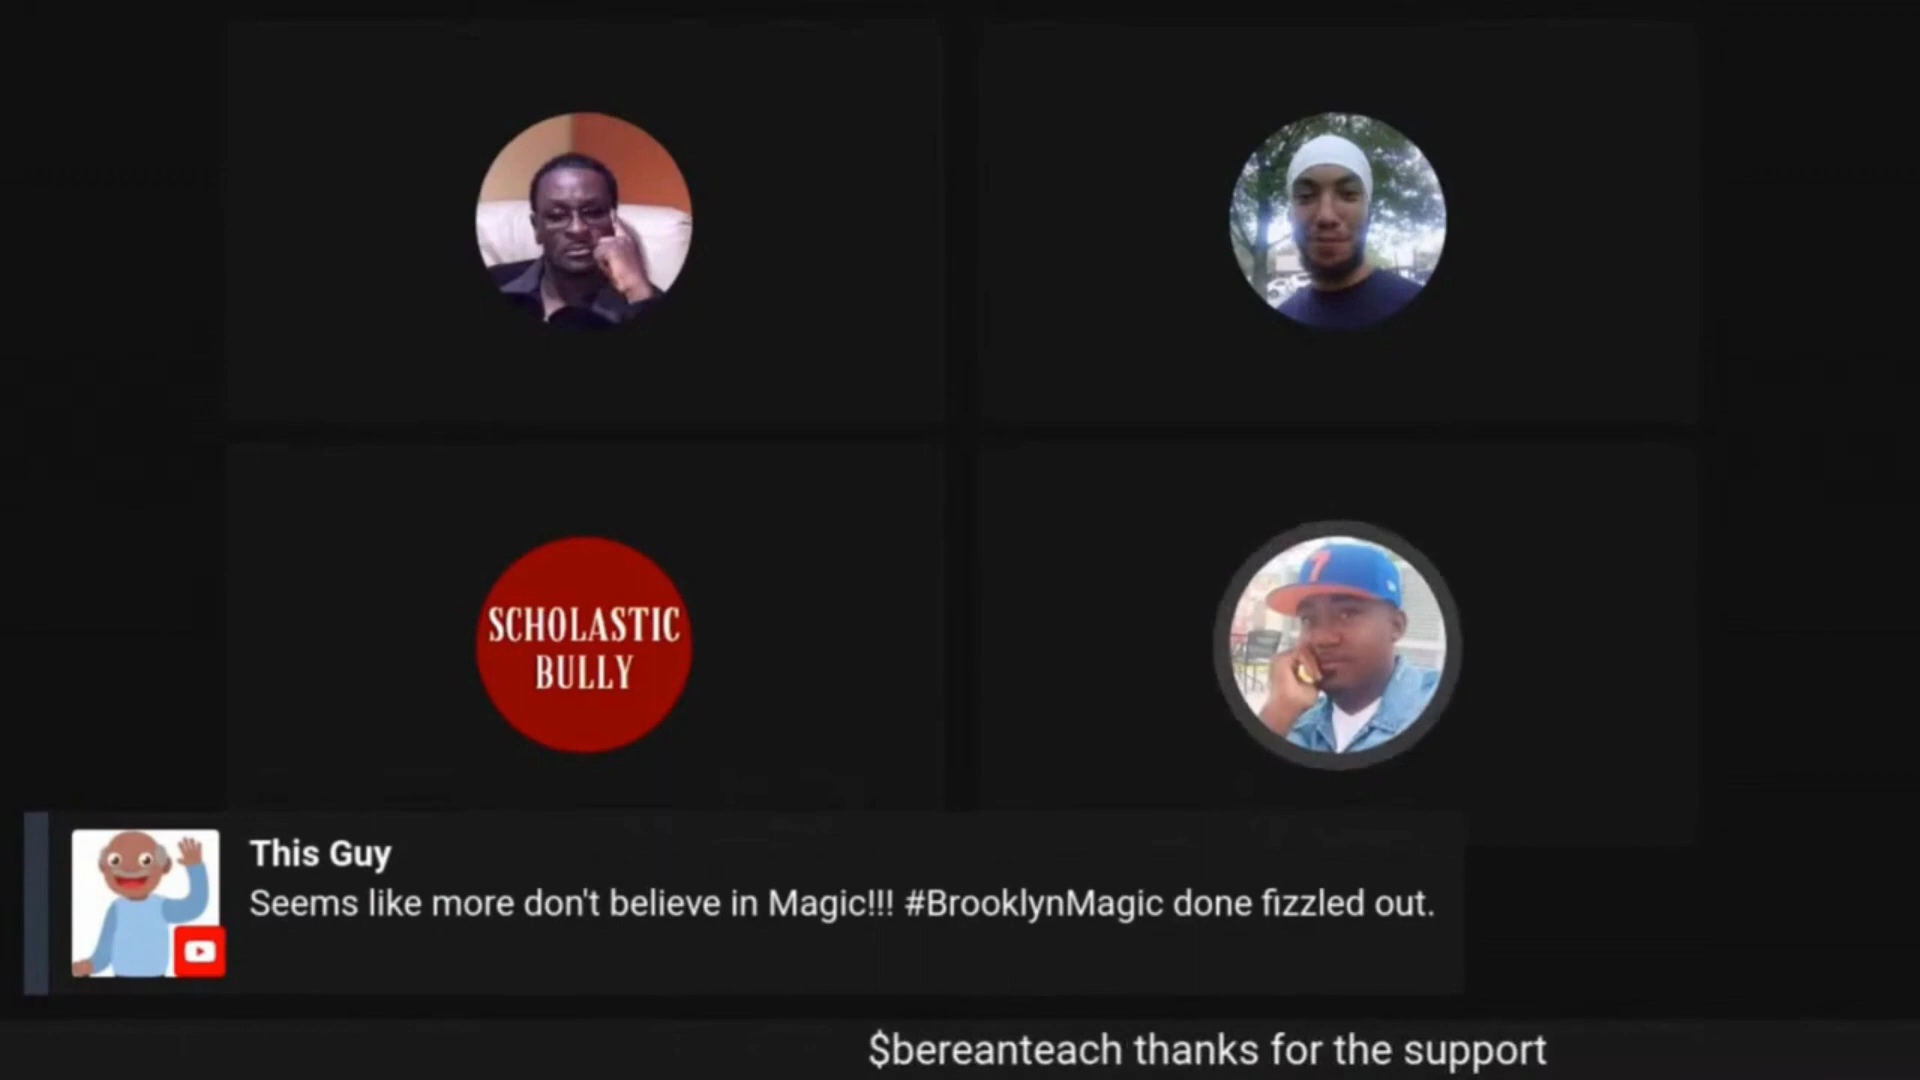 SCHOLASTIC
BULLY
7
This Guy
Seems like more don't believe in Magic!!! #BrooklynMagic done fizzled out.
$bereanteach thanks for the support